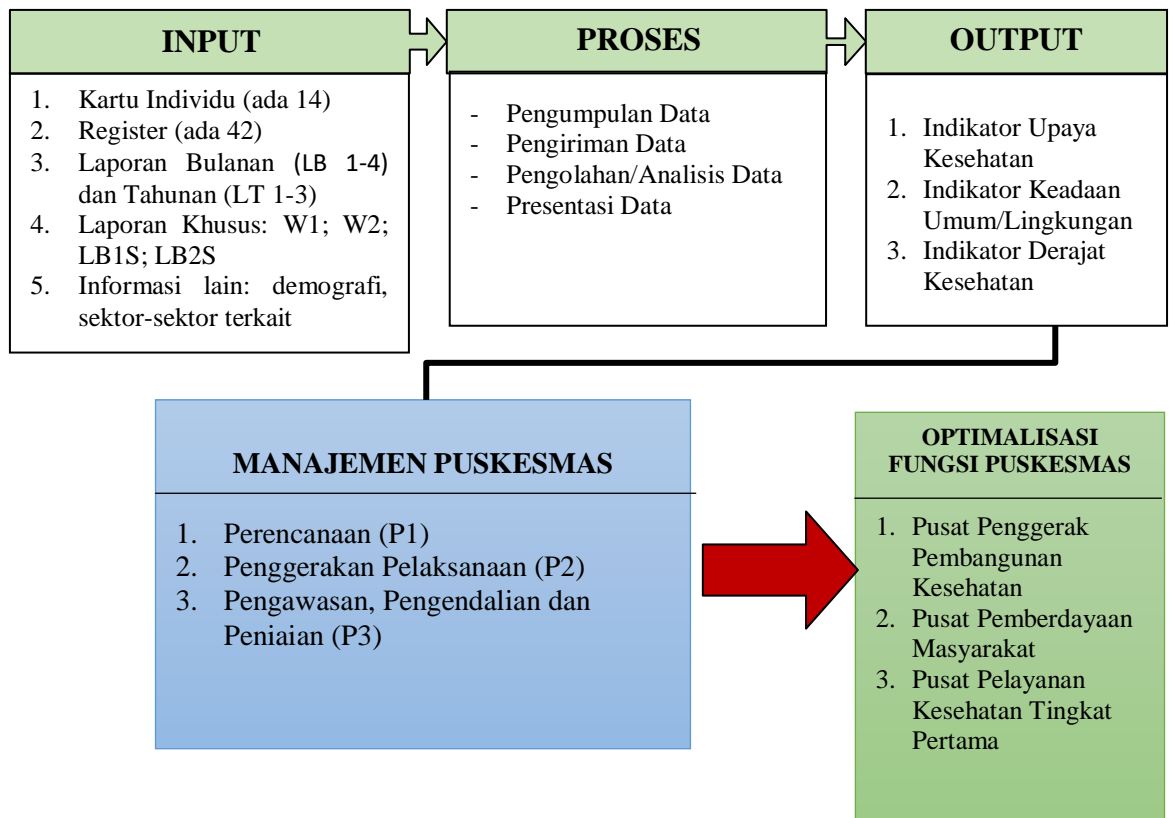 INPUT
1. Kartu Individu (ada 14)
2. Register (ada 42)
3. Laporan Bulanan (LB 1-4)
dan Tahunan (LT 1-3)
4. Laporan Khusus: W1; W2;
LB1S; LB2S
5. Informasi lain: demografi,
sektor-sektor terkait
PROSES
- Pengumpulan Data
- Pengiriman Data
- Pengolahan/Analisis Data
- Presentasi Data
OUTPUT
1. Indikator Upaya
Kesehatan
2. Indikator Keadaan
Umum/Lingkungan
3. Indikator Derajat
Kesehatan
MANAJEMEN PUSKESMAS
1. Perencanaan (P1)
2. Penggerakan Pelaksanaan (P2)
3. Pengawasan, Pengendalian dan
Peniaian (P3)
OPTIMALISASI
FUNGSI PUSKESMAS
1. Pusat Penggerak
Pembangunan
Kesehatan
2. Pusat Pemberdayaan
Masyarakat
3. Pusat Pelayanan
Kesehatan Tingkat
Pertama